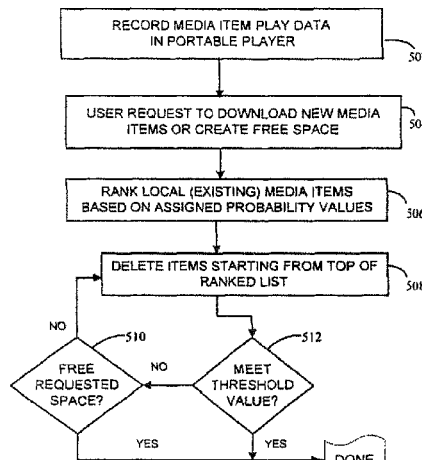 RECORD MEDIA ITEM PLAY DATA
IN PORTABLE PLAYER
USER REQUEST TO DOWNLOAD NEW MEDIA
ITEMS OR CREATE FREE SPACE
RANK LOCAL (EXISTING) MEDIA ITEMS
BASED ON ASSIGNED PROBABILITY VALUES
506
DELETE ITEMS STARTING FROM TOP OF
RANKED LIST
508
NO
510
512
FREE
REQUESTED
SPACE?
NO
MEET
THRESHOLD
VALUE?
YES
YES
DONE